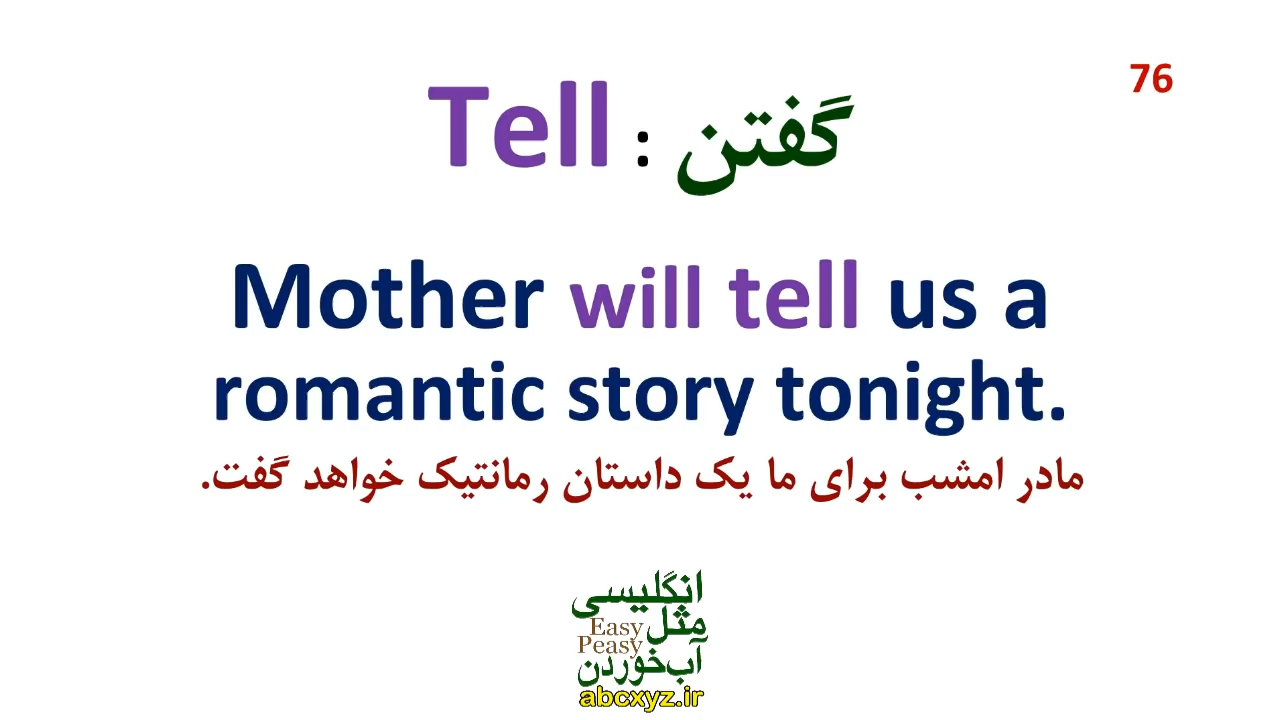 76
Tell : گفتن
Mother will tell us a
romantic story tonight.
مادر امشب برای ما یک داستان رمانتیک خواهد گفت.
انگلیسی
مثل
Easy
Peasy
آب‌خوردن
abcxyz.ir